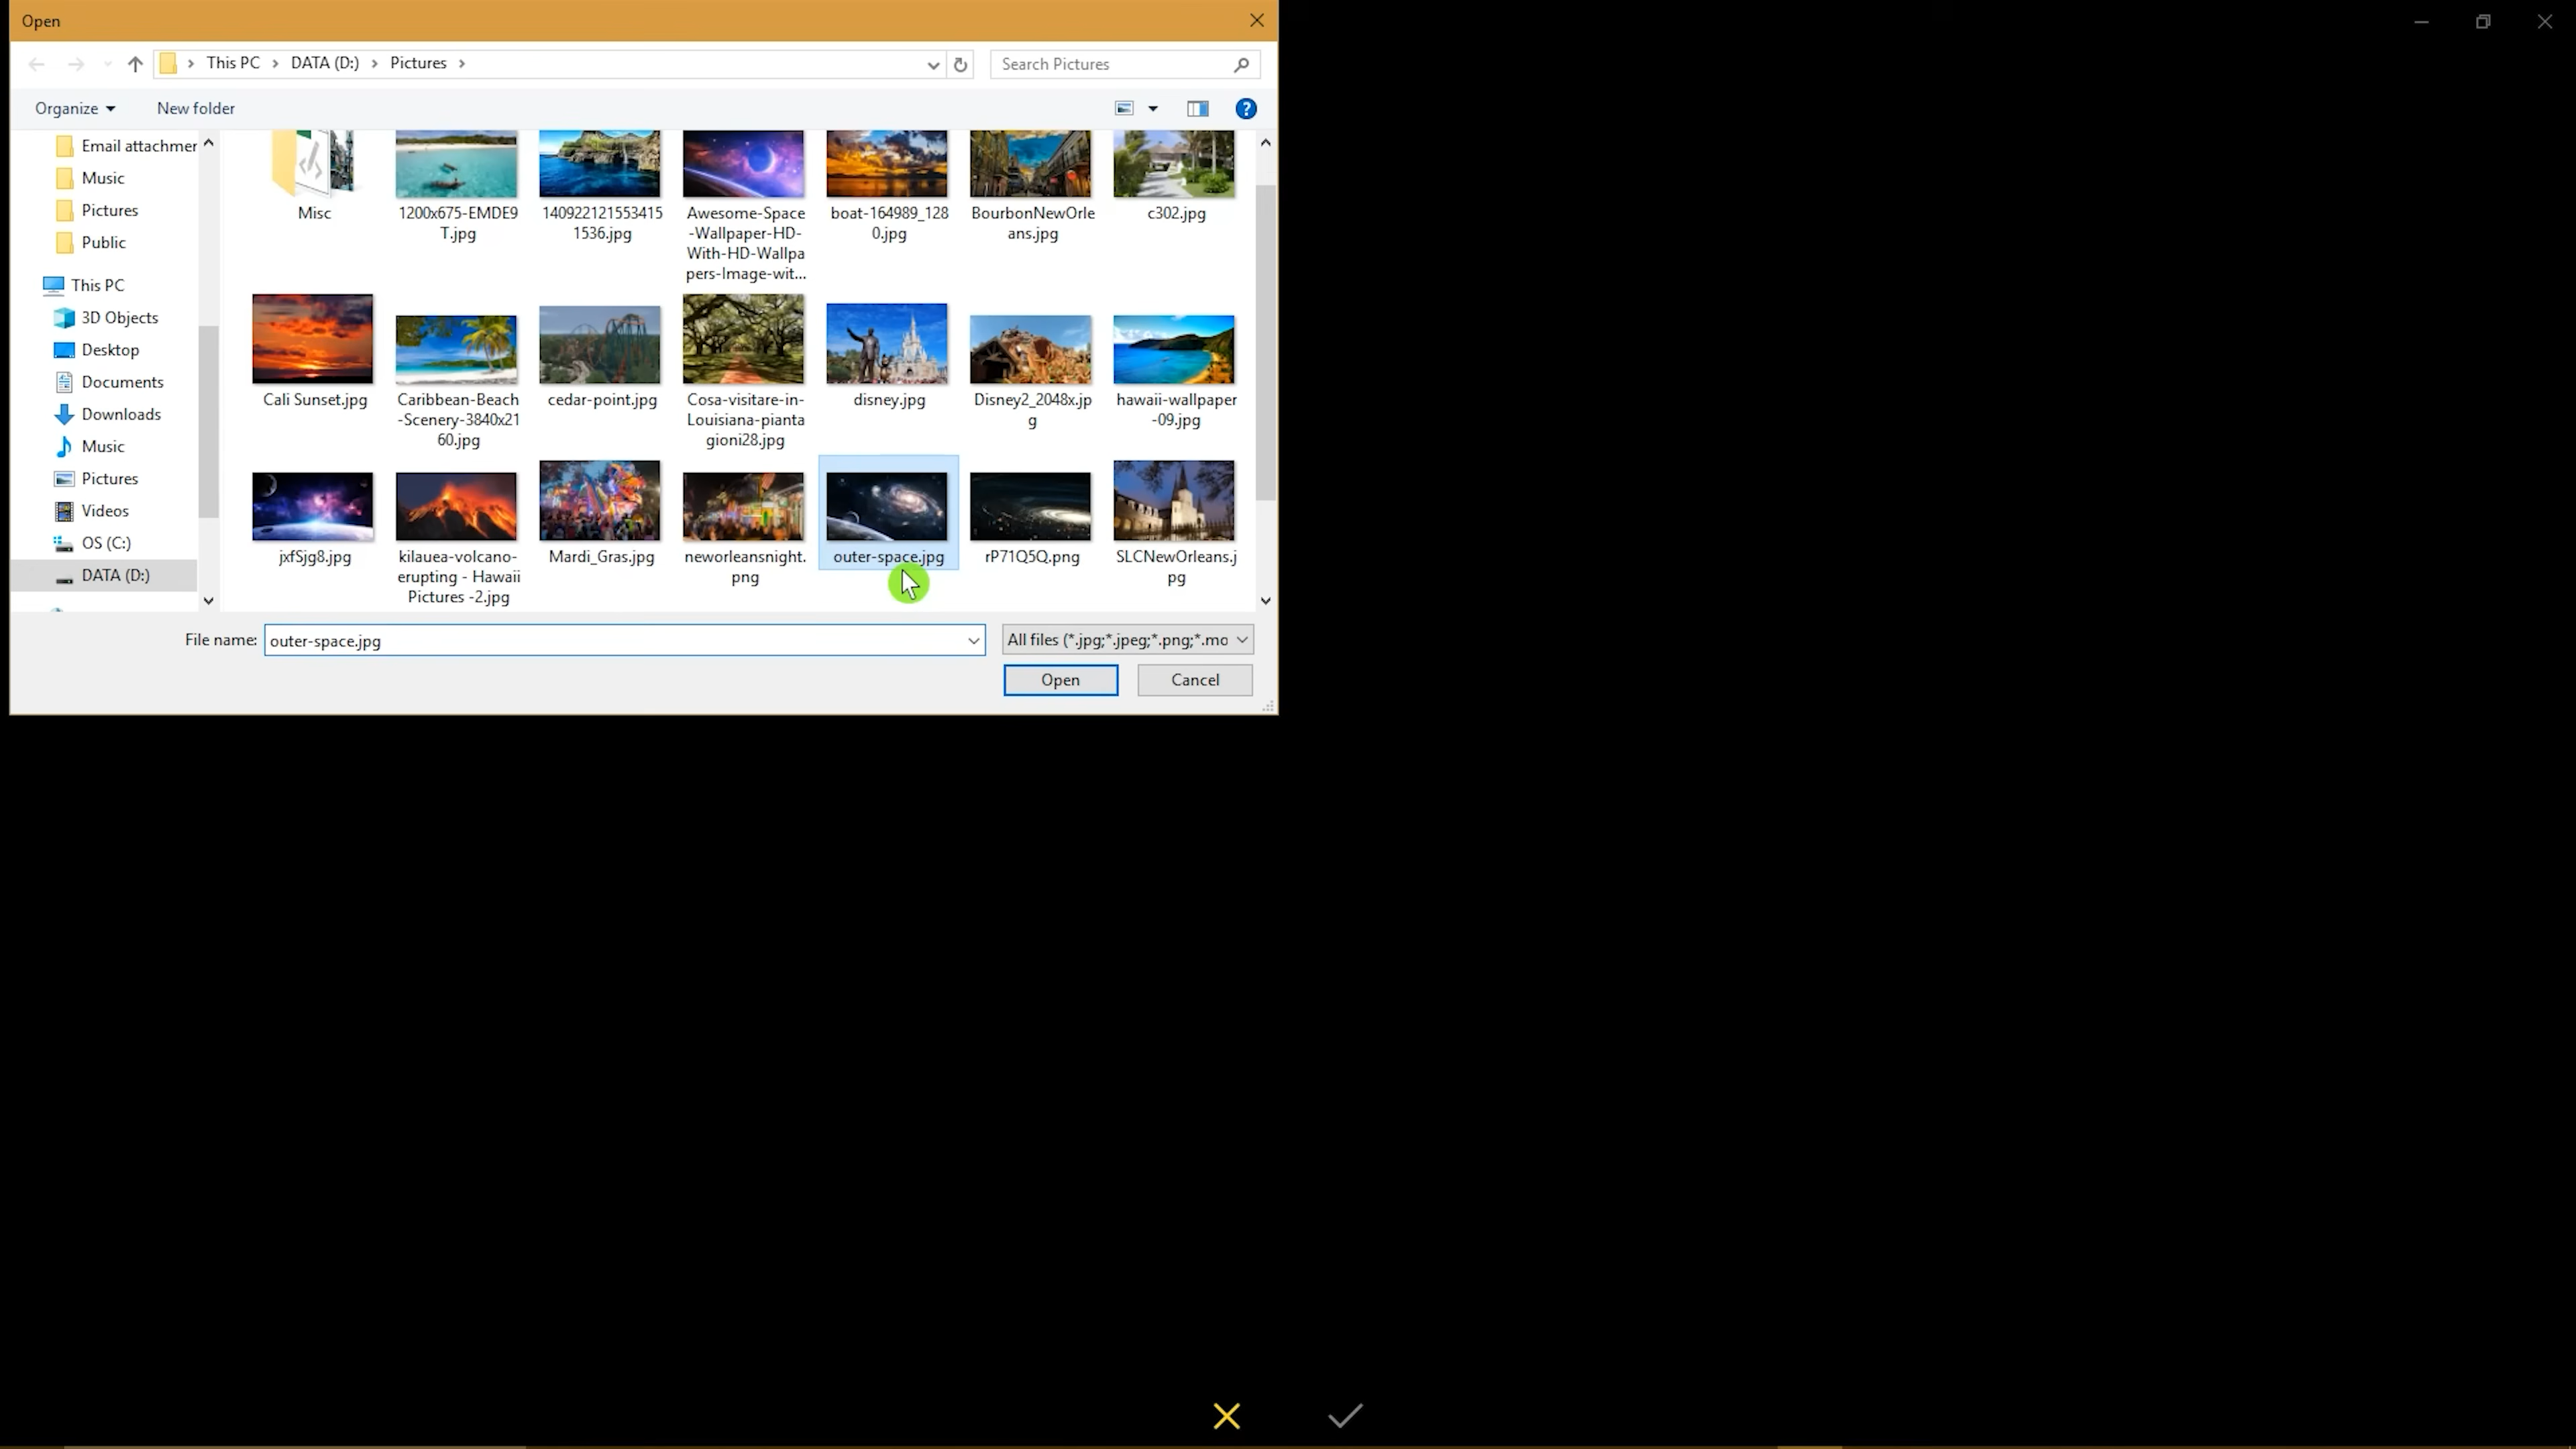 Open
This PC > DATA (D:) > Pictures >
Search Pictures
Organize
New folder
Email attachmer
Music
Pictures
Public
This PC
3D Objects
Desktop
Documents
Downloads
Music
Pictures
Videos
OS (C:)
DATA (D:)
Misc
1200x675-EMDE9
T.jpg
140922121553415
1536.jpg
Awesome-Space
-Wallpaper-HD-
With-HD-Wallpa
pers-Image-wit...
boat-164989_128
0.jpg
BourbonNewOrle
ans.jpg
c302.jpg
Cali Sunset.jpg
Caribbean-Beach
-Scenery-3840x21
60.jpg
cedar-point.jpg
Cosa-visitare-in-
Louisiana-pianta
gioni28.jpg
disney.jpg
Disney2_2048x.jp
g
hawaii-wallpaper
-09.jpg
jxfSjg8.jpg
kilauea-volcano-
erupting - Hawaii
Pictures -2.jpg
Mardi_Gras.jpg
neworleansnight.
png
outer-space.jpg
rP71Q5Q.png
SLCNewOrleans.j
pg
File name: outer-space.jpg
All files (*.jpg;*.jpeg;*.png;*.mo
Open
Cancel